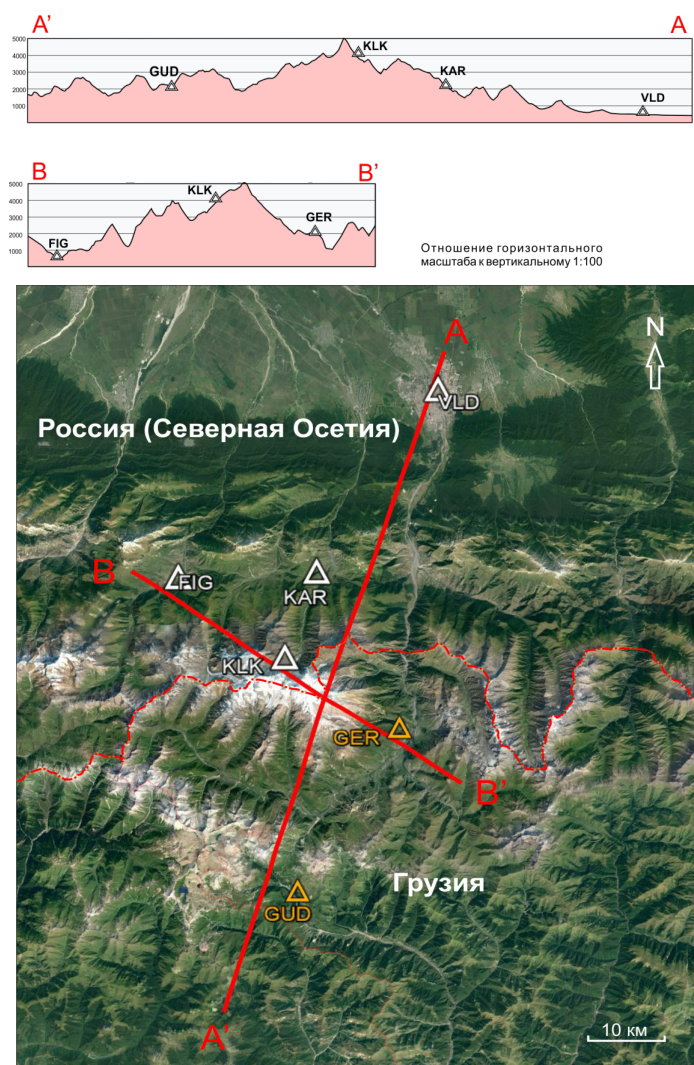 A’ A
5000
4000
3000
2000
1000
GUD KLK KAR VLD
B B’
5000
4000
3000
2000
1000
FIG KLK GER
Отношение горизонтального
масштаба к вертикальному 1:100
A
N
VLD
Россия (Северная Осетия)
B
FIG
KAR
KLK
GER
B’
Грузия
GUD
A’
10 км